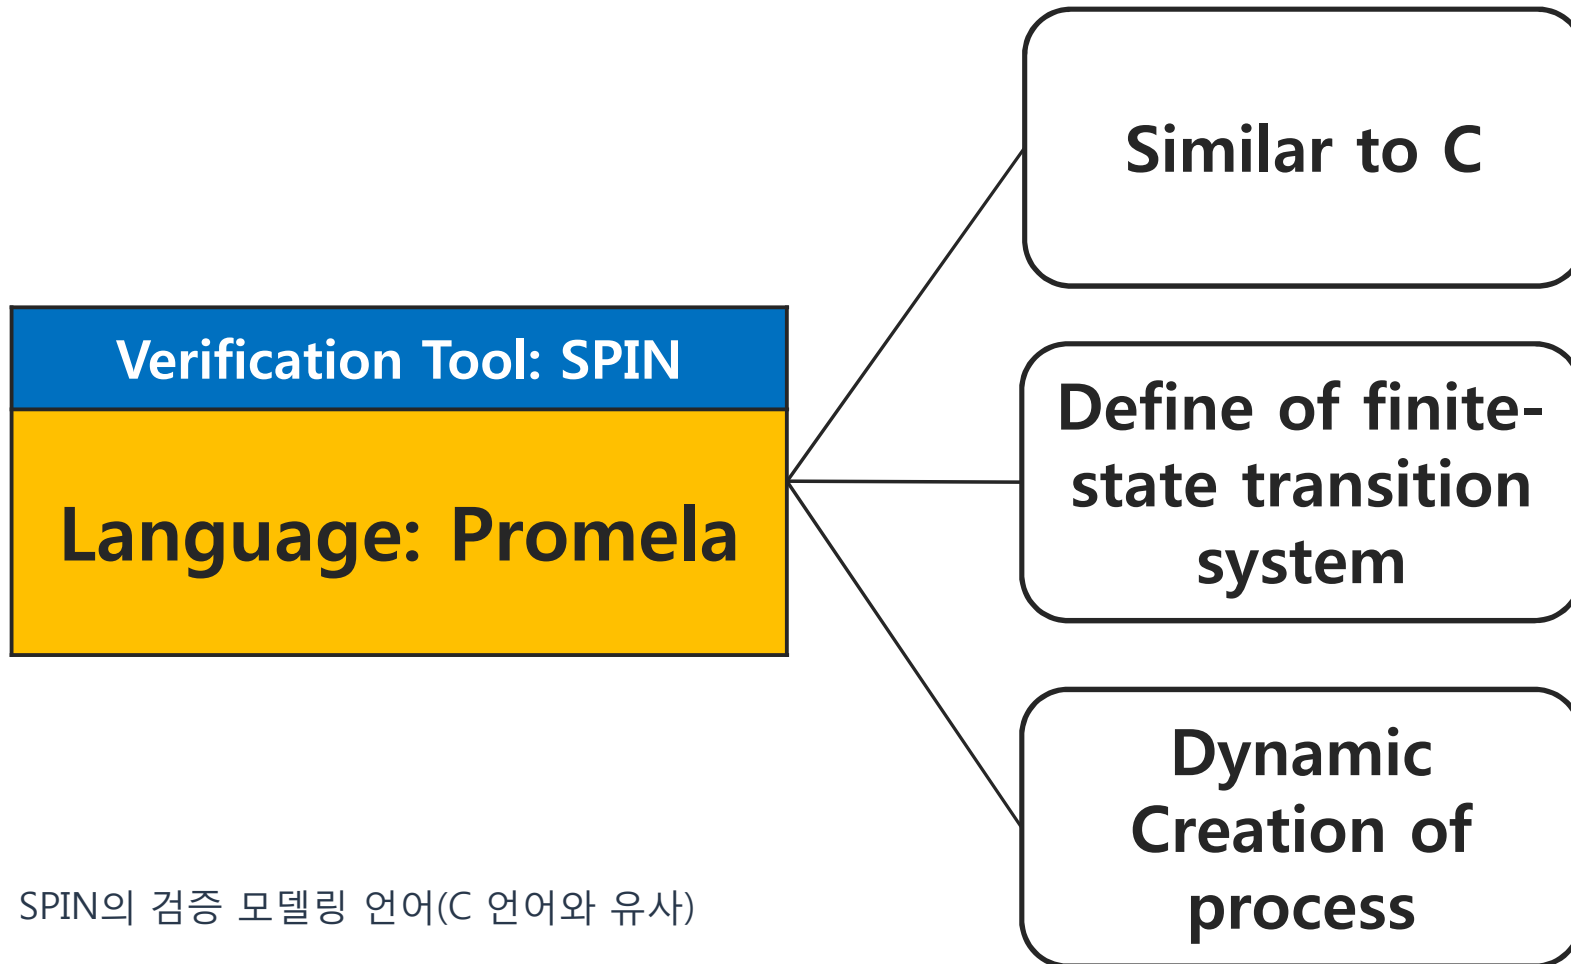 Verification Tool: SPIN
Language: Promela
Similar to C
Define of finite-
state transition
system
Dynamic
Creation of
process
SPIN의 검증 모델링 언어(C 언어와 유사)